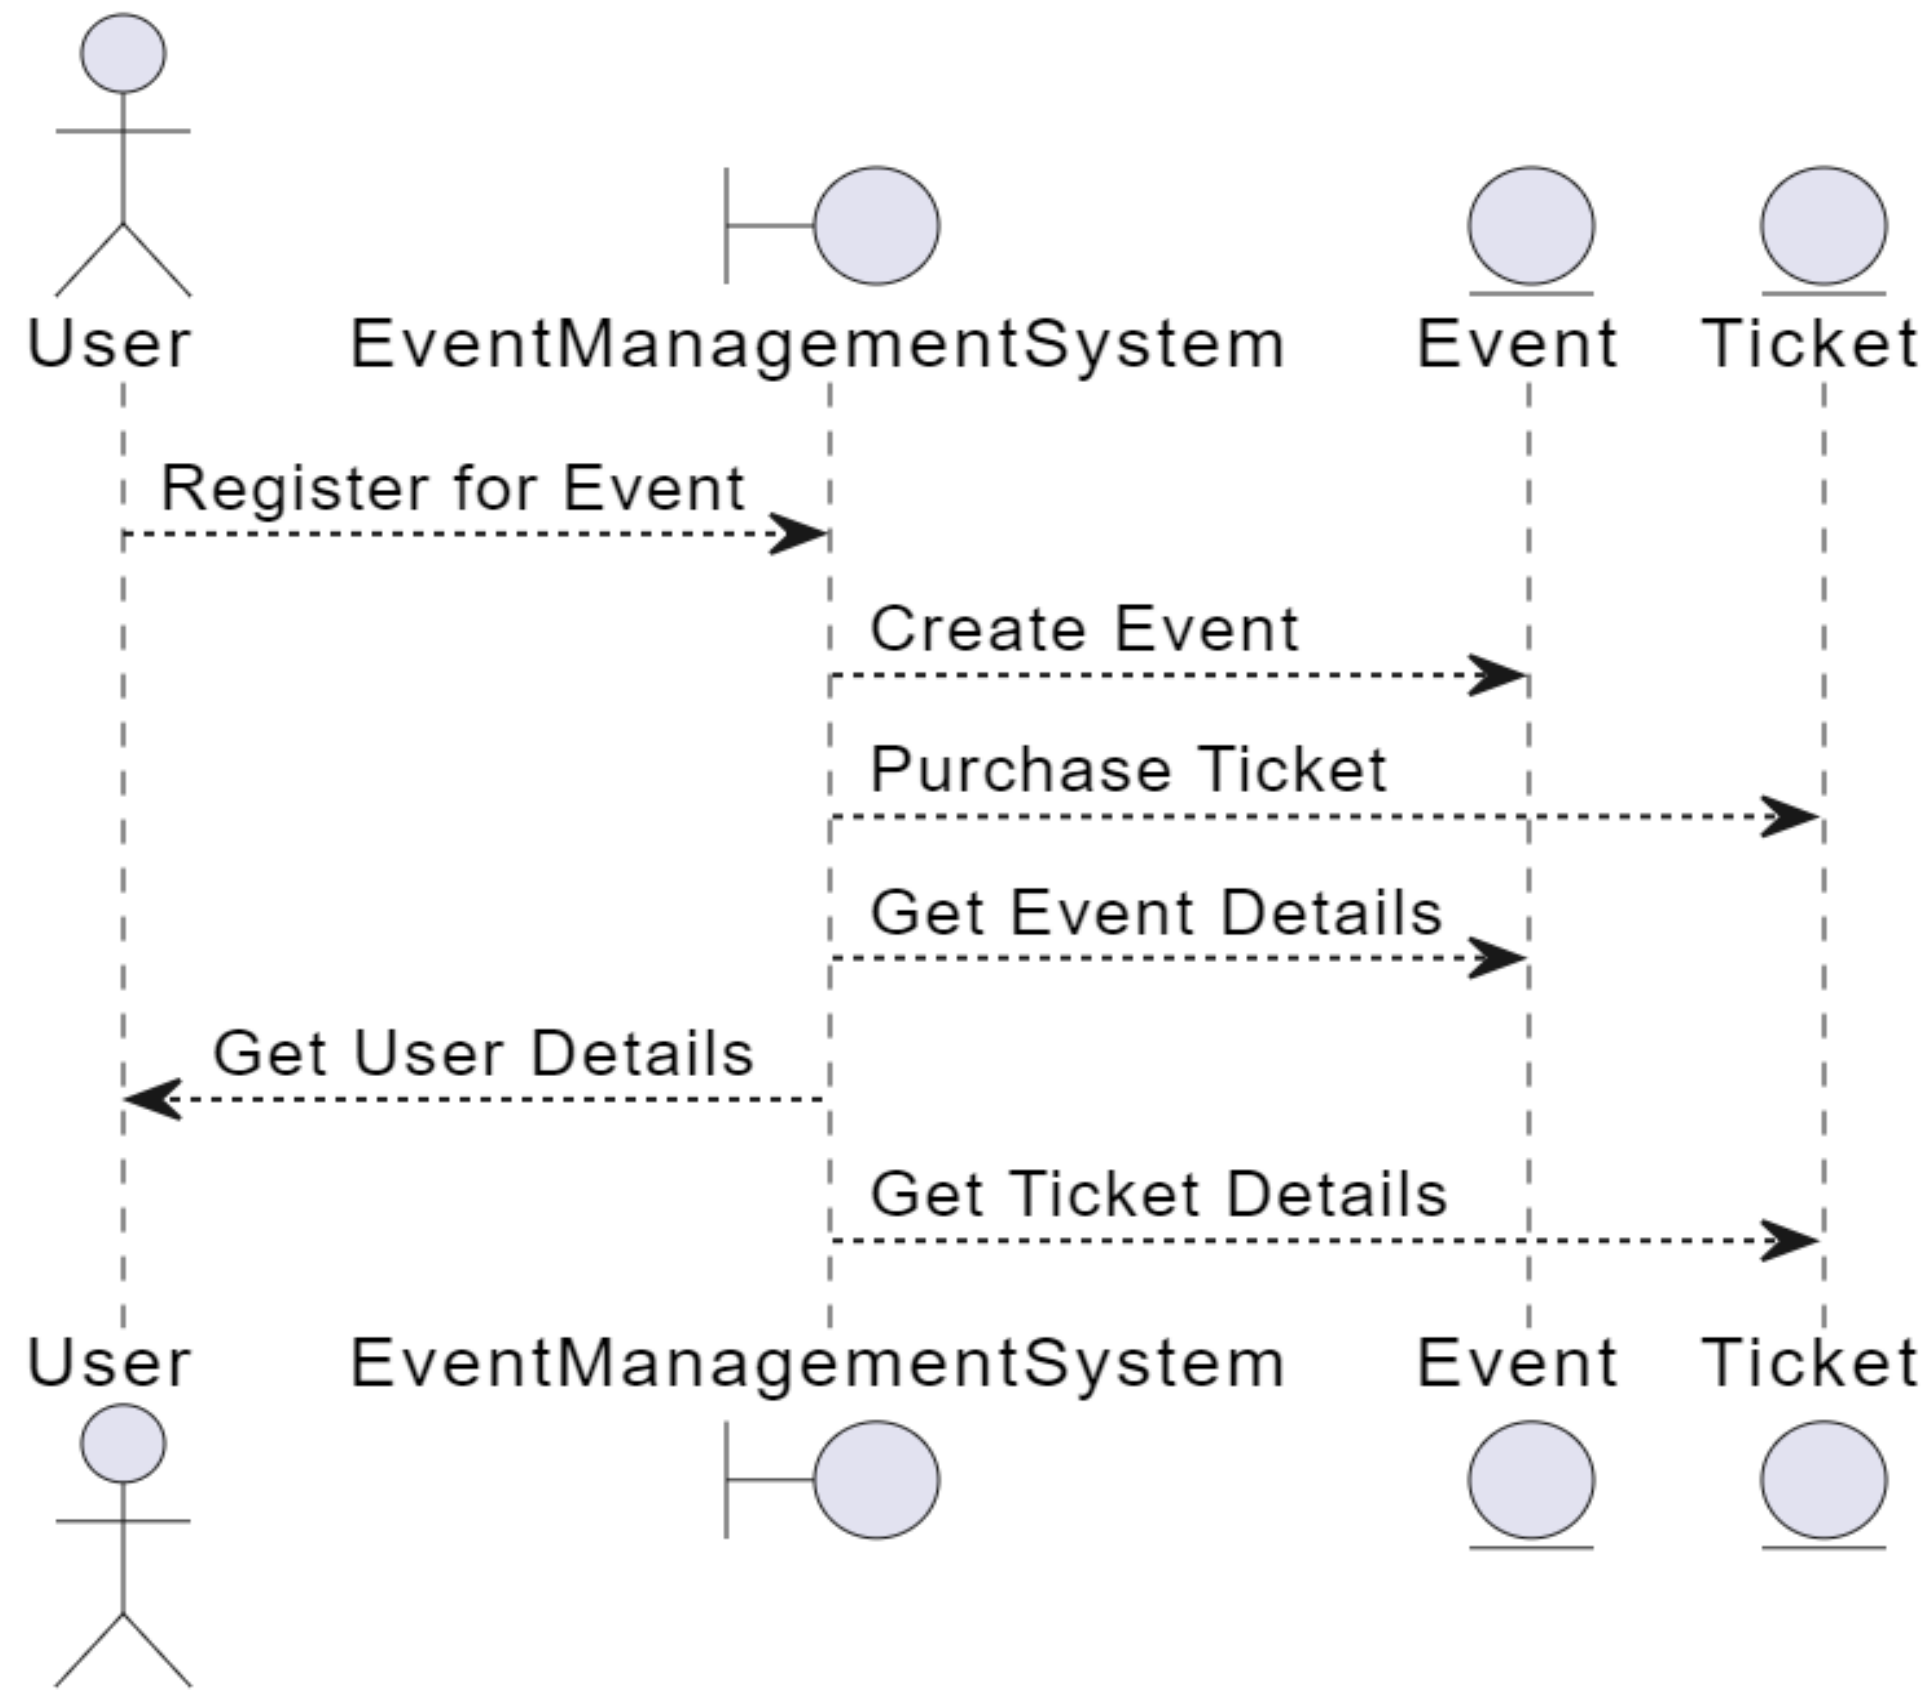 User EventManagementSystem Event Ticket
Register for Event
Create Event
Purchase Ticket
Get Event Details
Get User Details
Get Ticket Details
User EventManagementSystem Event Ticket